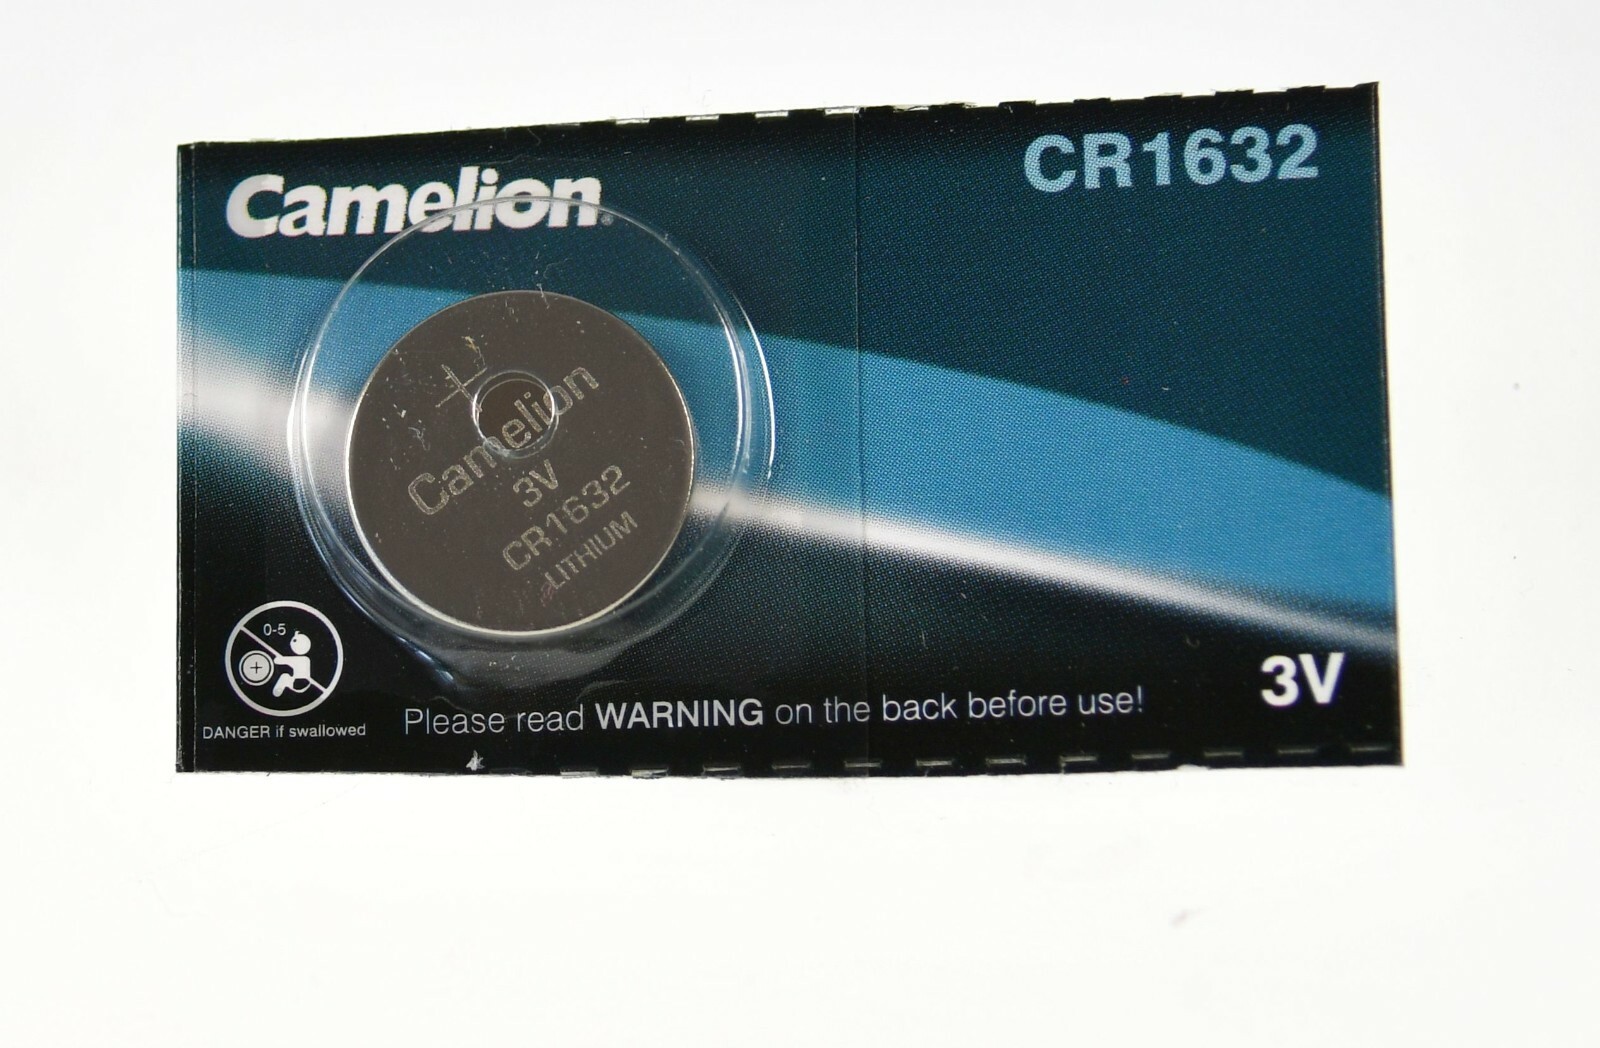 Camelion®
CR1632
+
Camelion
3V
CR1632
LITHIUM
0-5
+
DANGER if swallowed
Please read WARNING on the back before use!
3V